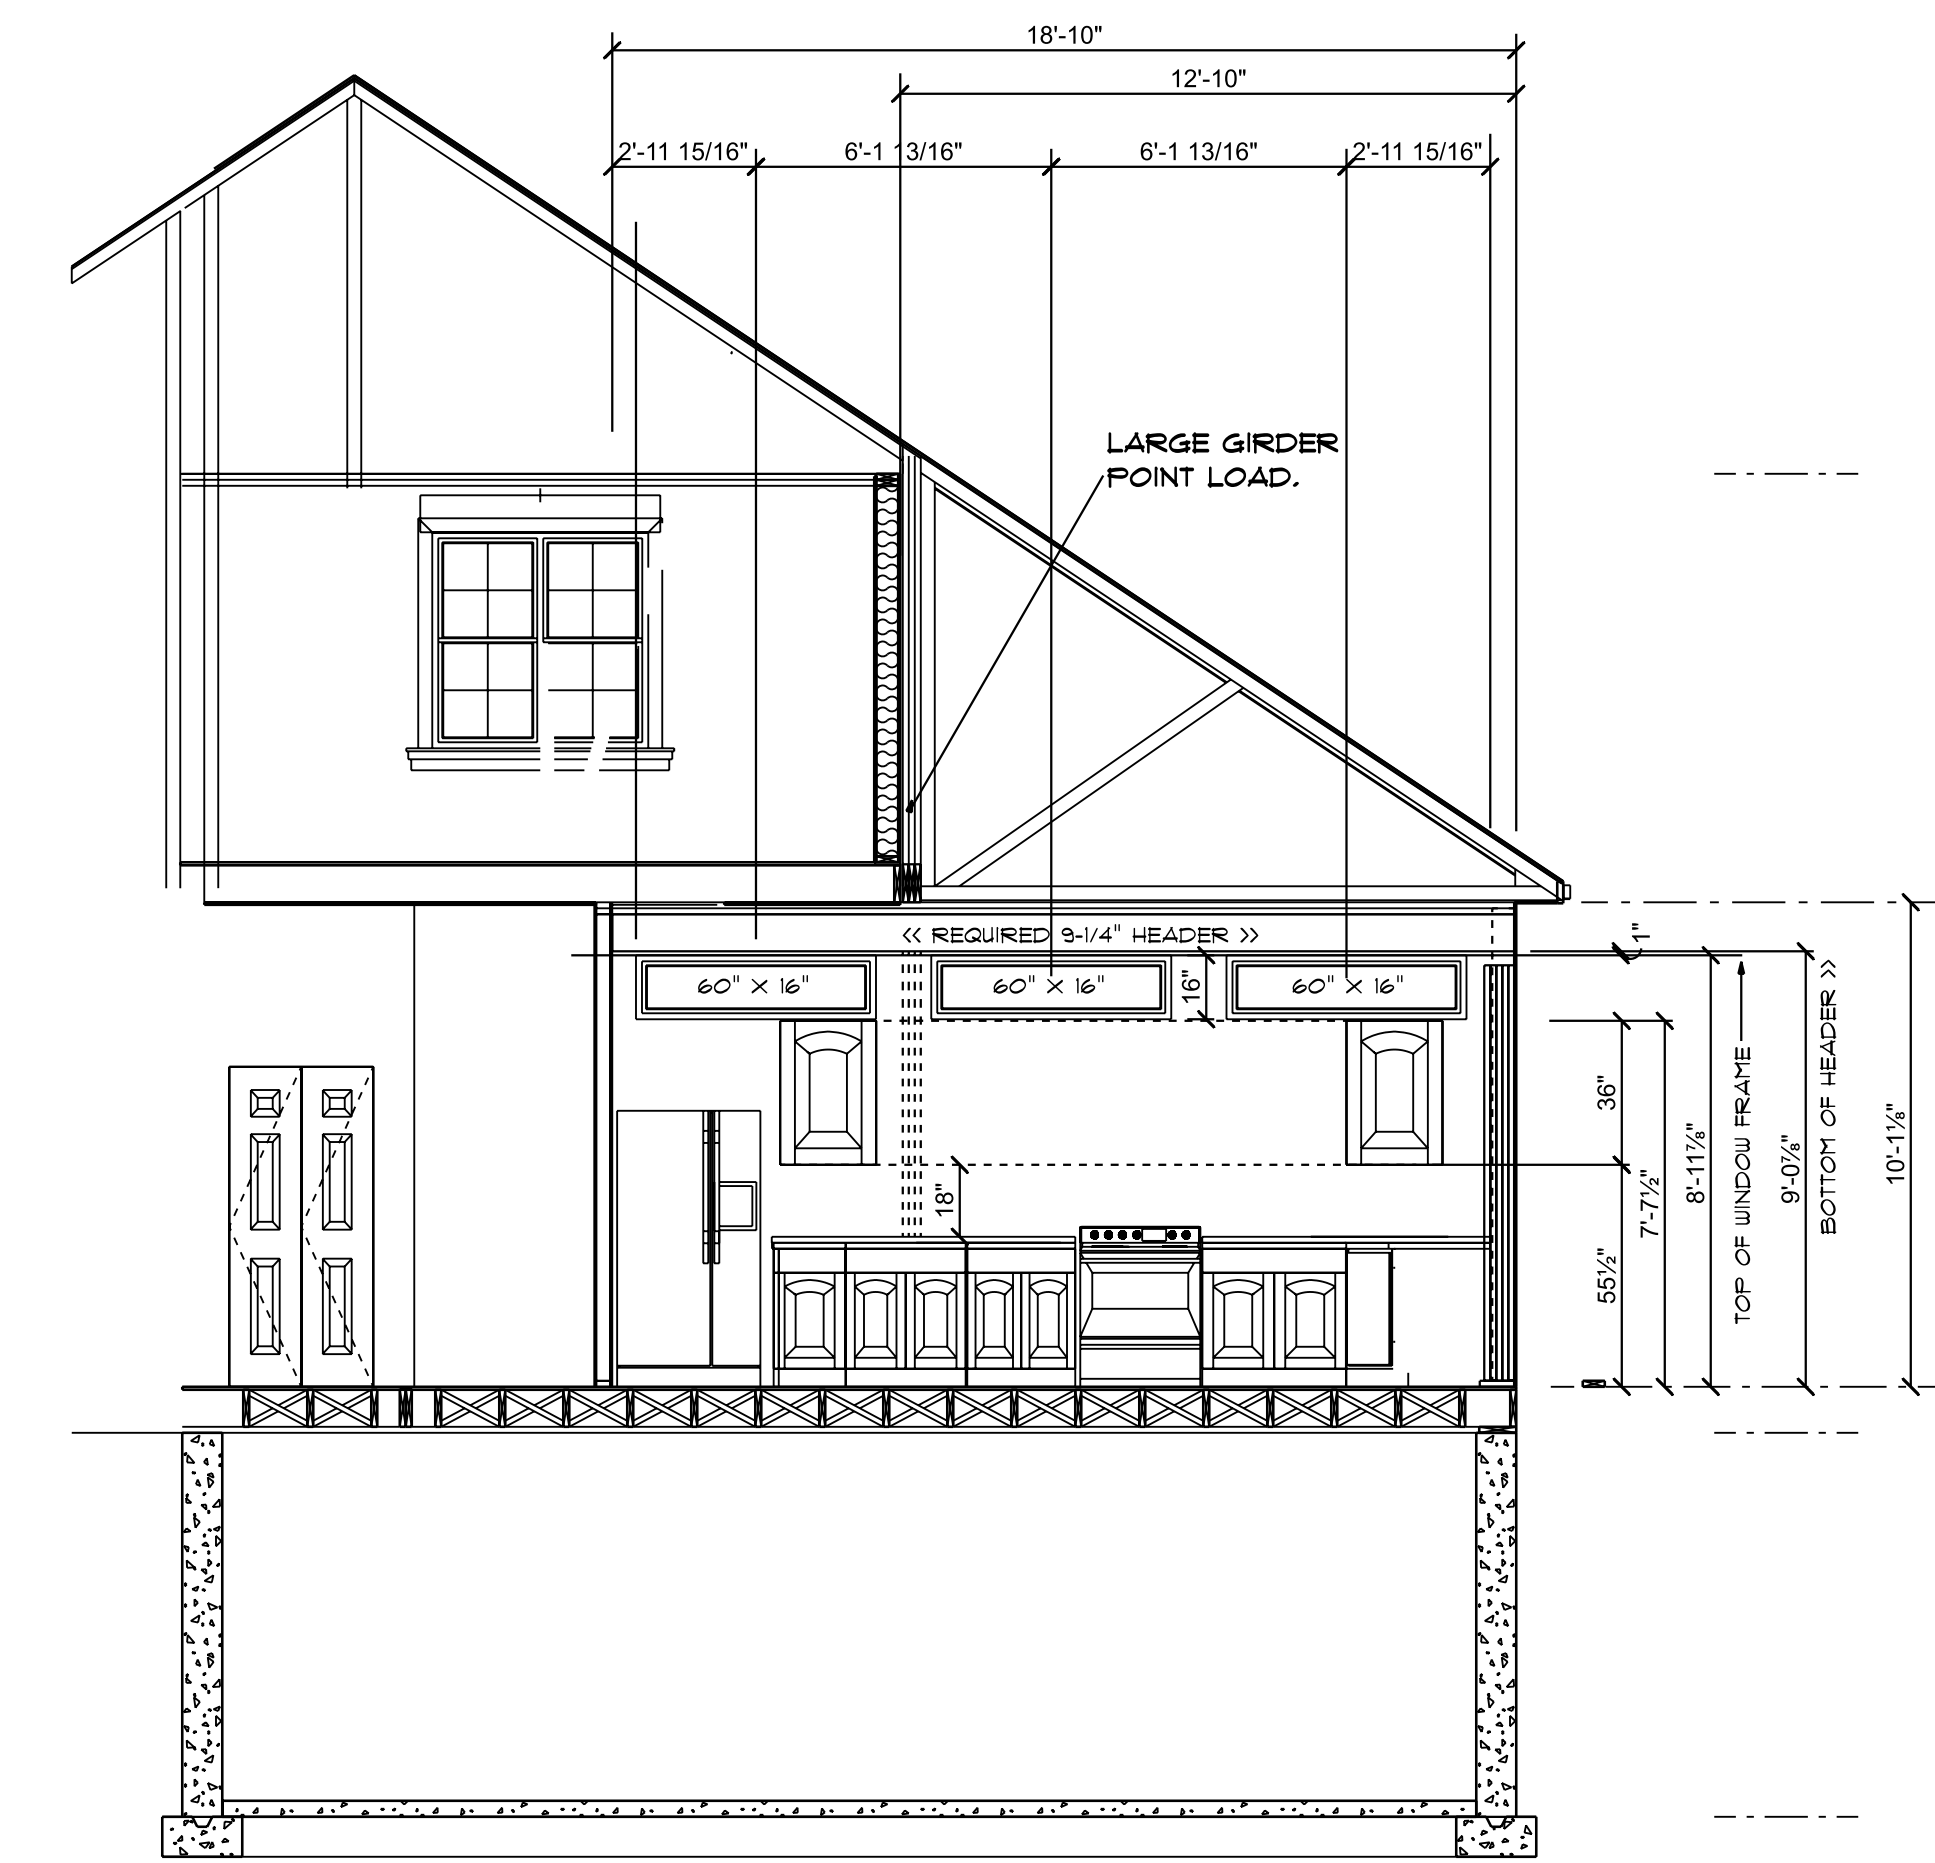 18'-10"
12'-10"
2'-11 15/16"
6'-1 13/16"
6'-1 13/16"
2'-11 15/16"
LARGE GIRDER
POINT LOAD.
<< REQUIRED 9-1/4" HEADER >>
1"
60" X 16"
60" X 16"
16"
60" X 16"
36"
18"
55½"
7'-7½"
8'-11⅞"
TOP OF WINDOW FRAME
9'-0⅞"
BOTTOM OF HEADER >>
10'-1⅛"